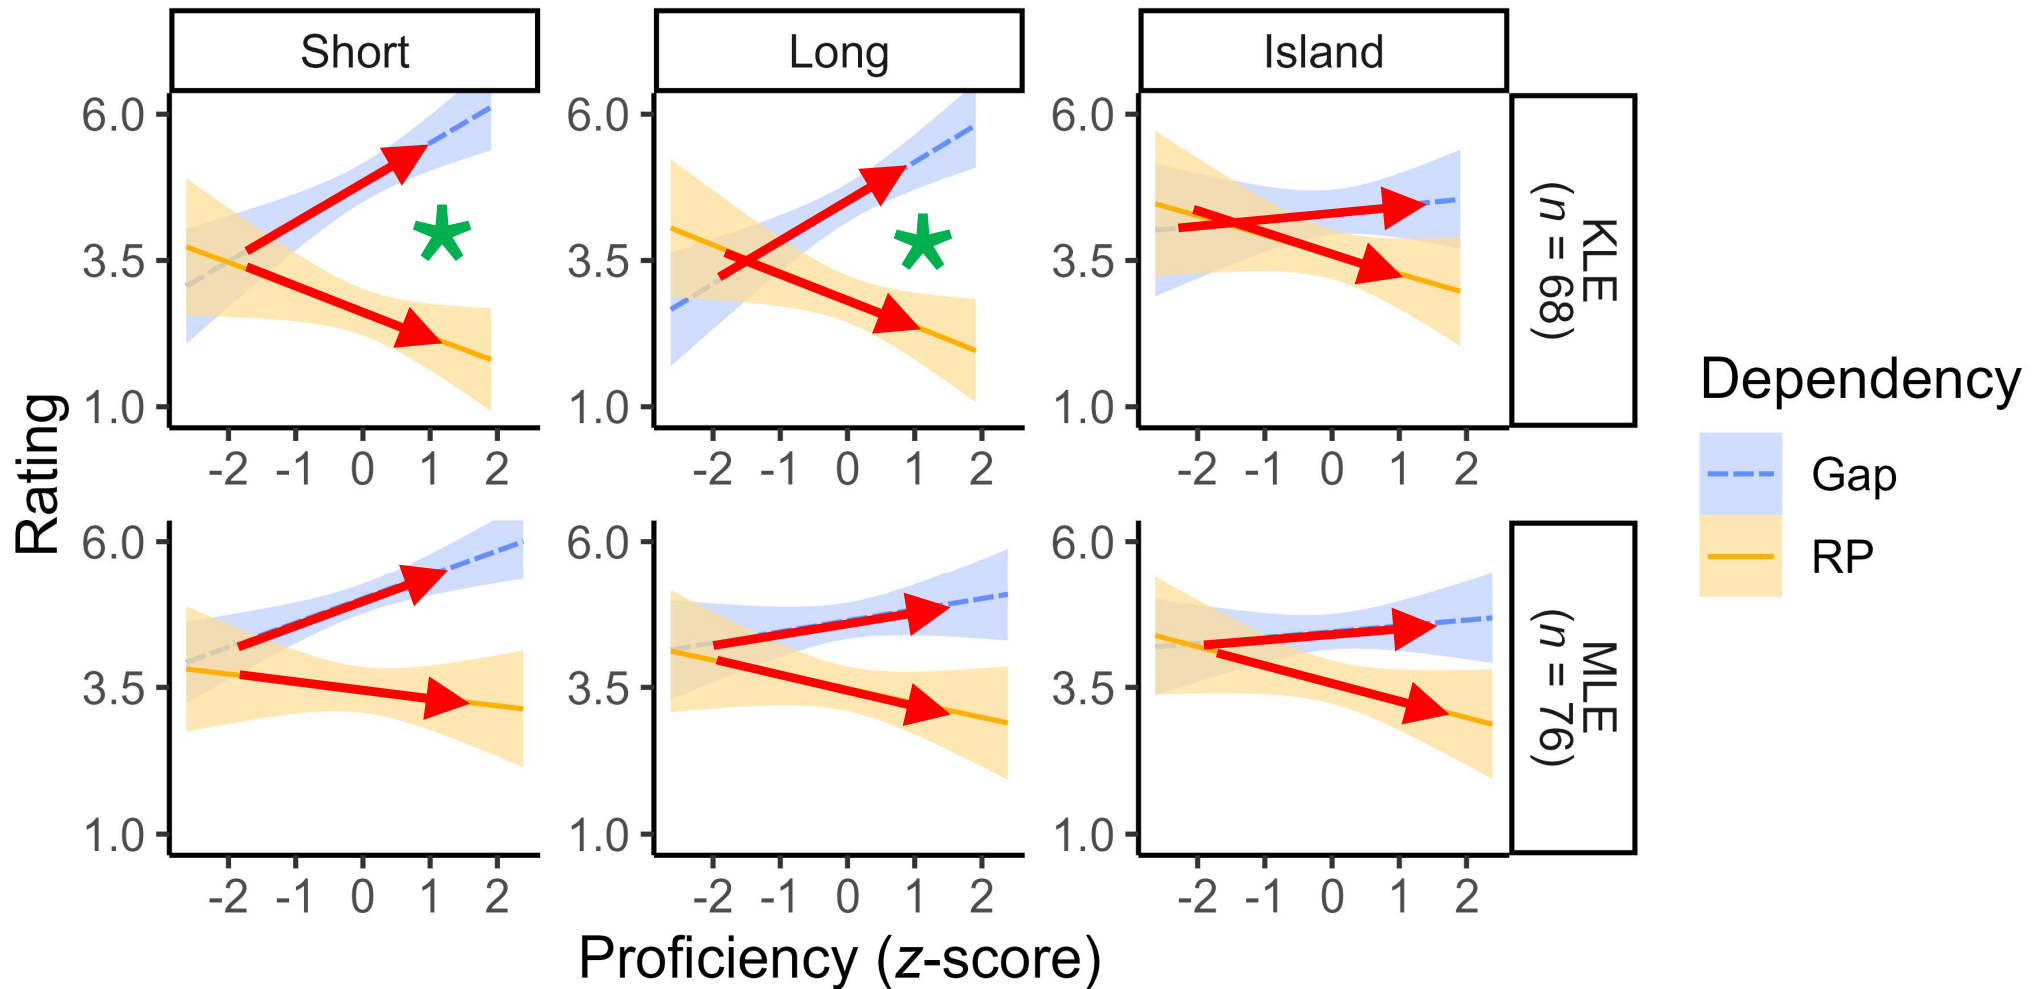 Short
Long
Island
6.0
3.5
1.0
-2 -1 0 1 2
6.0
3.5
1.0
-2 -1 0 1 2
6.0
3.5
1.0
-2 -1 0 1 2
KLE
(n = 68)
6.0
3.5
1.0
-2 -1 0 1 2
6.0
3.5
1.0
-2 -1 0 1 2
6.0
3.5
1.0
-2 -1 0 1 2
MLE
(n = 76)
Rating
Proficiency (z-score)
Dependency
Gap
RP